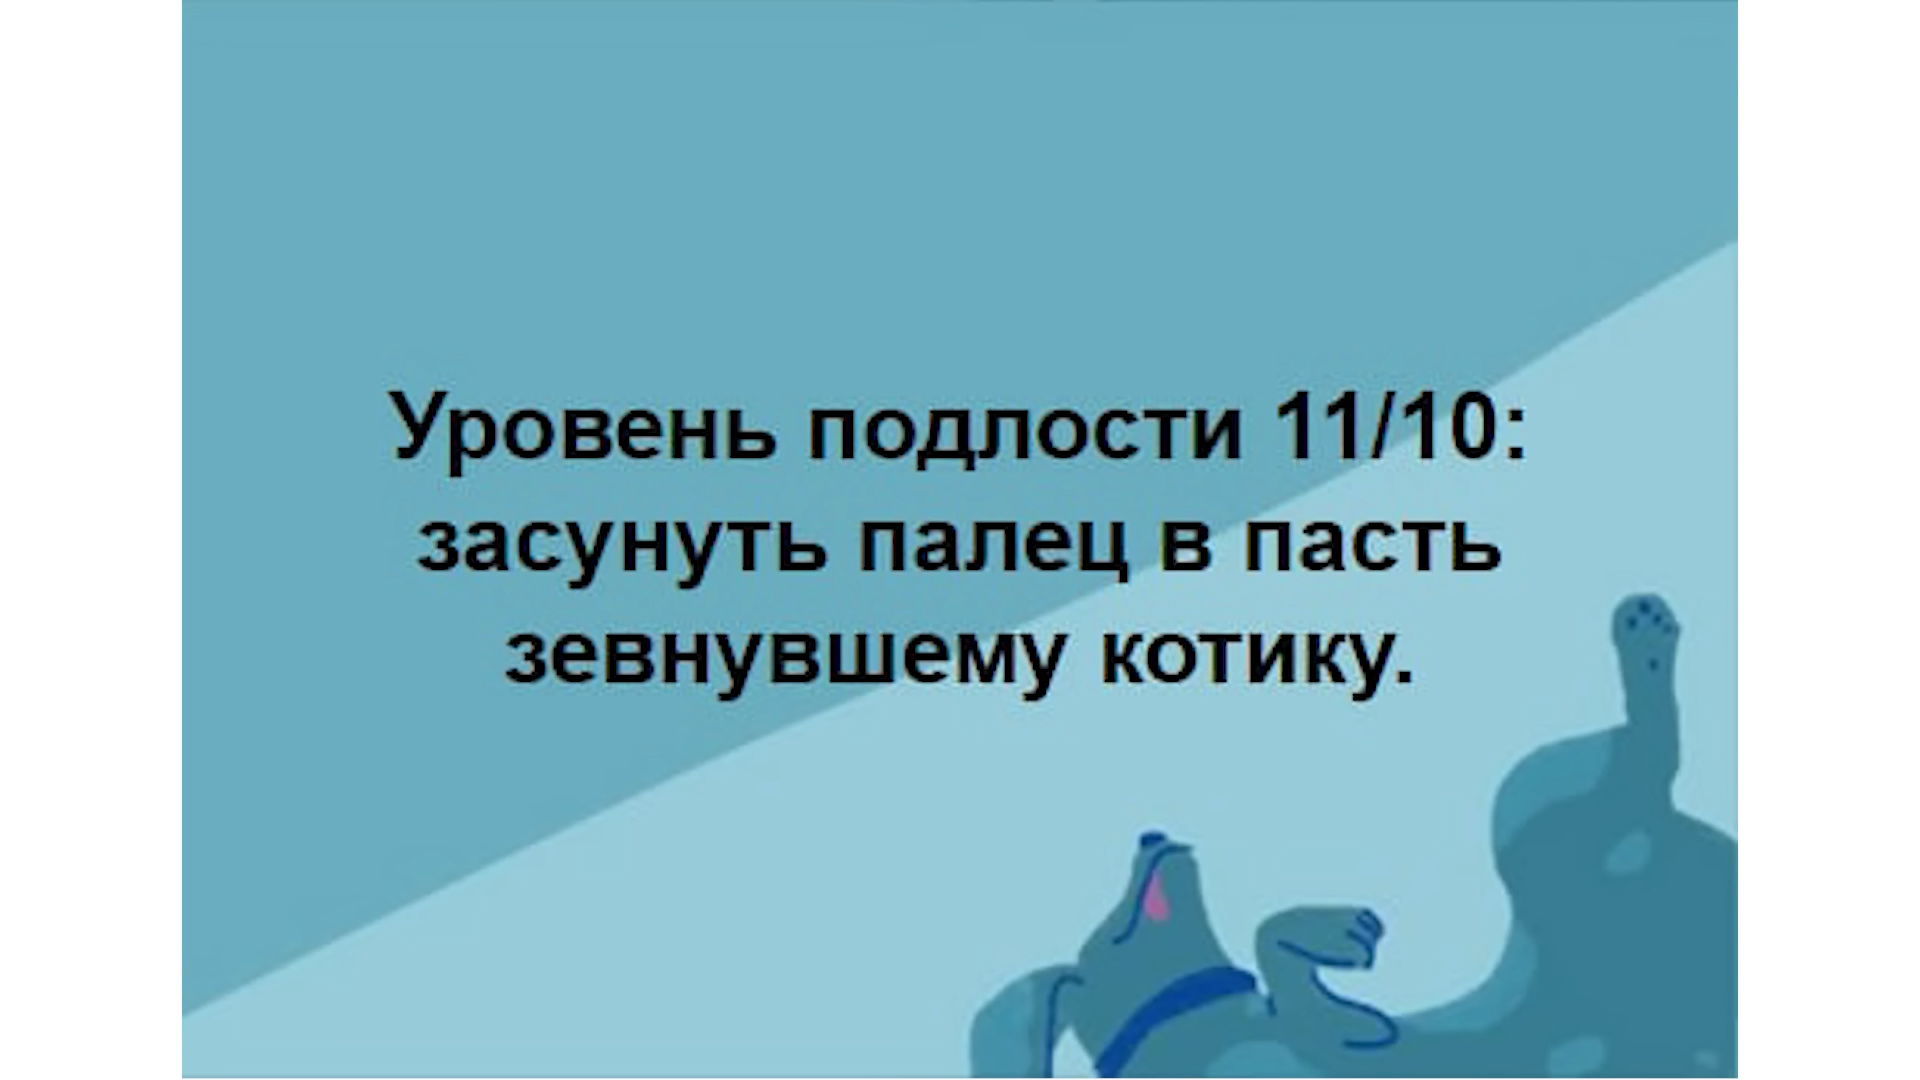 Уровень подлости 11/10:
засунуть палец в пасть
зевнувшему котику.